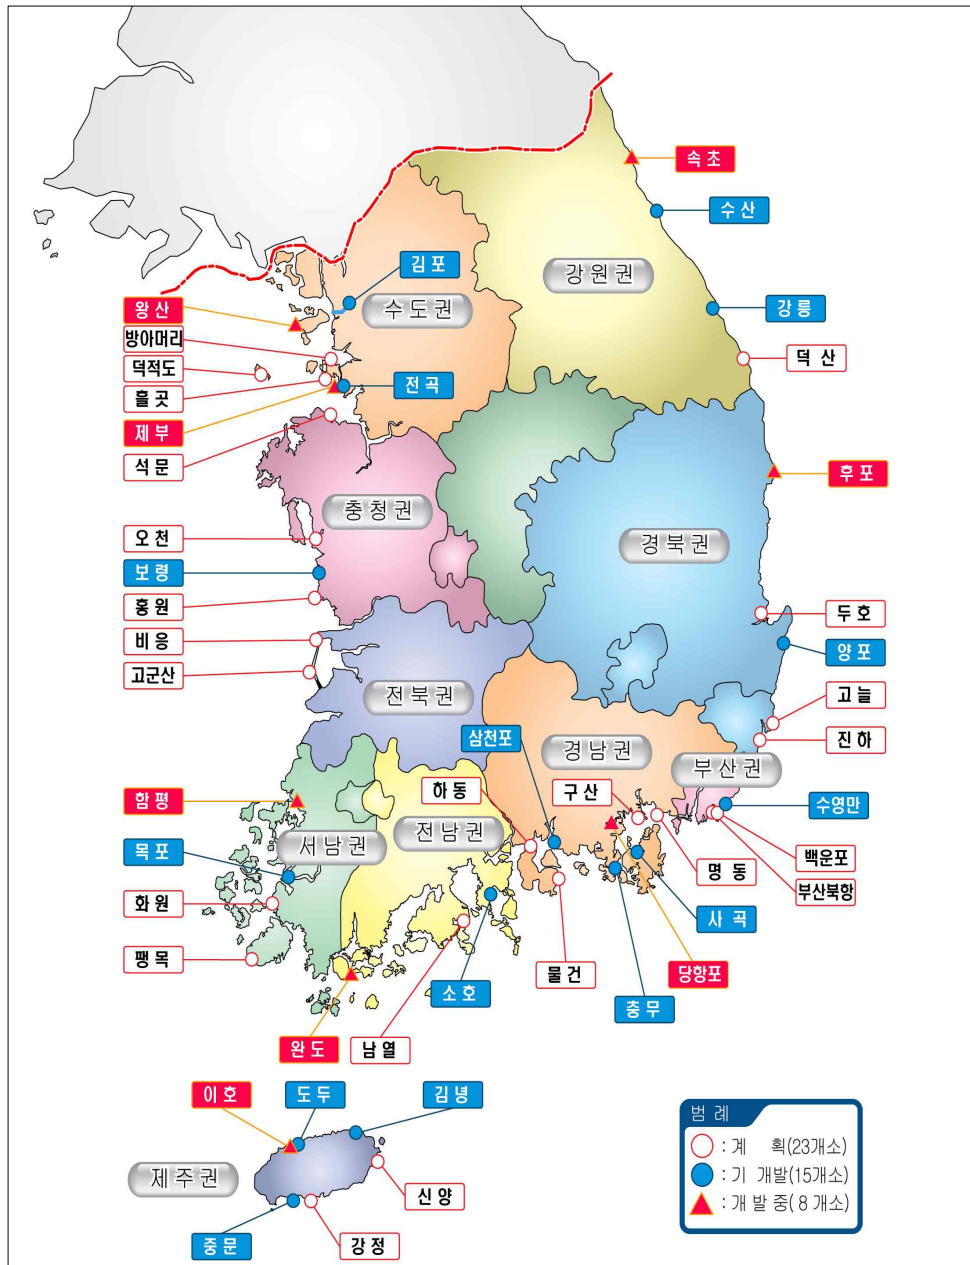 속 초
수 산
김 포
강 원 권
왕 산
수 도 권
강 릉
방아머리
덕적도
덕 산
흘 곳
전 곡
제 부
석 문
후 포
충 청 권
오 천
경 북 권
보 령
홍 원
두 호
비 응
양 포
고군산
전 북 권
고 늘
삼천포
경 남 권
진 하
부 산 권
하 동
구 산
함 평
수영만
서 남 권
전 남 권
목 포
백운포
명 동
부산북항
화 원
사 곡
팽 목
물 건
당항포
소 호
충 무
완 도
남 열
이 호
도 두
김 녕
제 주 권
신 양
중 문
강 정
범 례
: 계 획(23개소)
: 기 개발(15개소)
: 개 발 중( 8 개소)